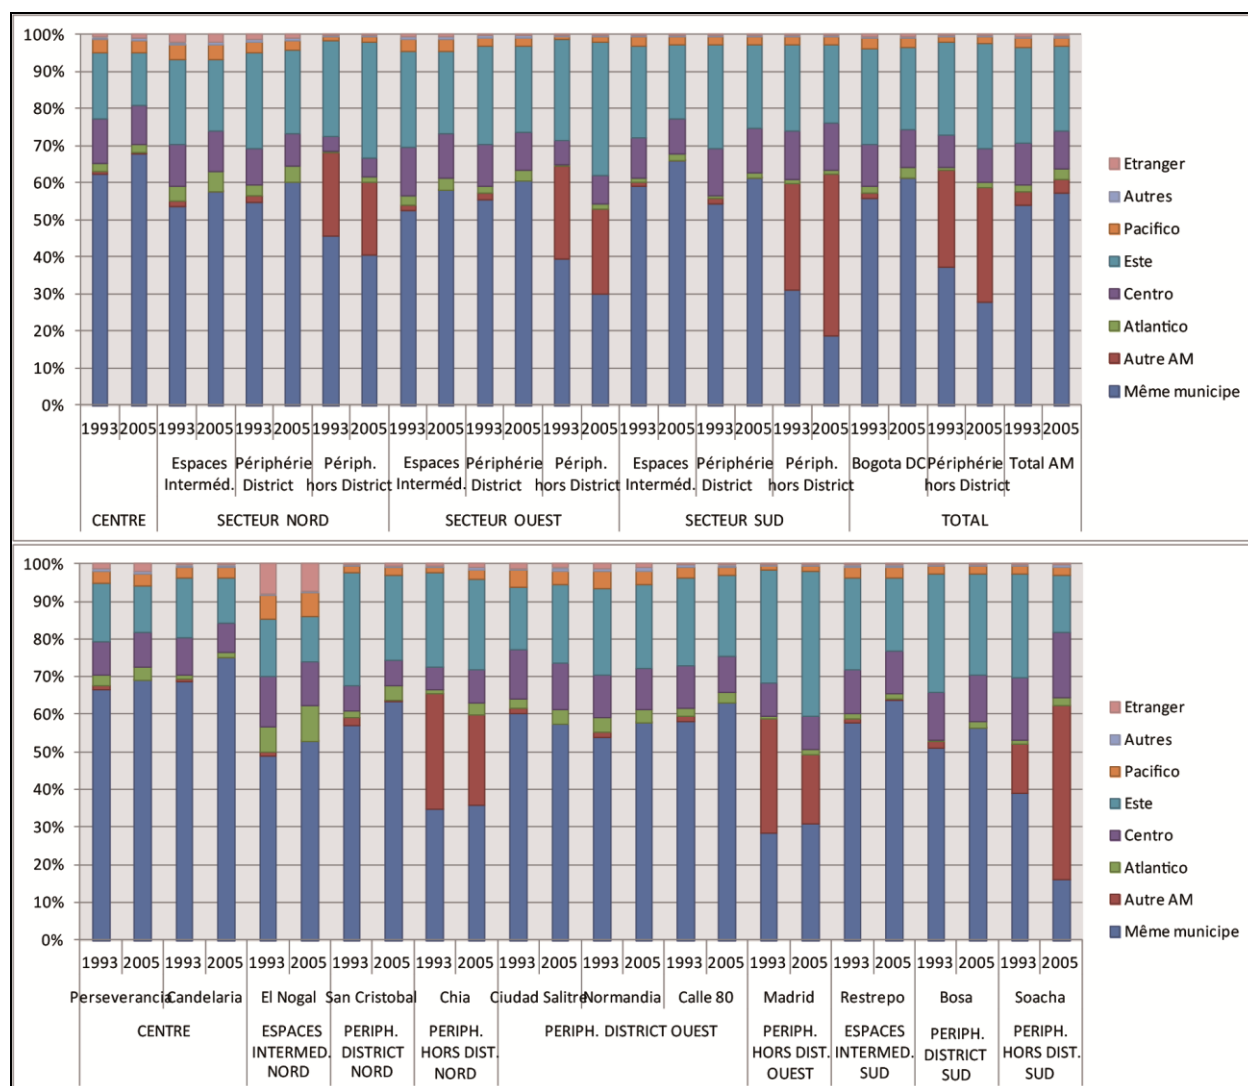 100%
90%
80%
70%
60%
50%
40%
30%
20%
10%
0%
Etranger
Autres
Pacifico
Este
Centro
Atlantico
Autre AM
Même municipe
1993 2005 1993 2005 1993 2005 1993 2005 1993 2005 1993 2005 1993 2005 1993 2005 1993 2005 1993 2005 1993 2005 1993 2005 1993 2005
Espaces Périphérie Périph. Espaces Périphérie Périph. Espaces Périphérie Périph. Bogota DC Périphérie Total AM
Interméd. District hors District Interméd. District hors District Interméd. District hors District hors District
CENTRE SECTEUR NORD SECTEUR OUEST SECTEUR SUD TOTAL
100%
90%
80%
70%
60%
50%
40%
30%
20%
10%
0%
Etranger
Autres
Pacifico
Este
Centro
Atlantico
Autre AM
Même municipe
1993 2005 1993 2005 1993 2005 1993 2005 1993 2005 1993 2005 1993 2005 1993 2005 1993 2005 1993 2005 1993 2005 1993 2005
Perseverancia Candelaria El Nogal San Cristobal Chia Ciudad Salitre Normandia Calle 80 Madrid Restrepo Bosa Soacha
CENTRE ESPACES PERIPH. PERIPH. PERIPH. DISTRICT OUEST PERIPH. ESPACES PERIPH. PERIPH.
INTERMED. DISTRICT HORS DIST. HORS DIST. INTERMED. DISTRICT HORS DIST.
NORD NORD NORD OUEST SUD SUD SUD